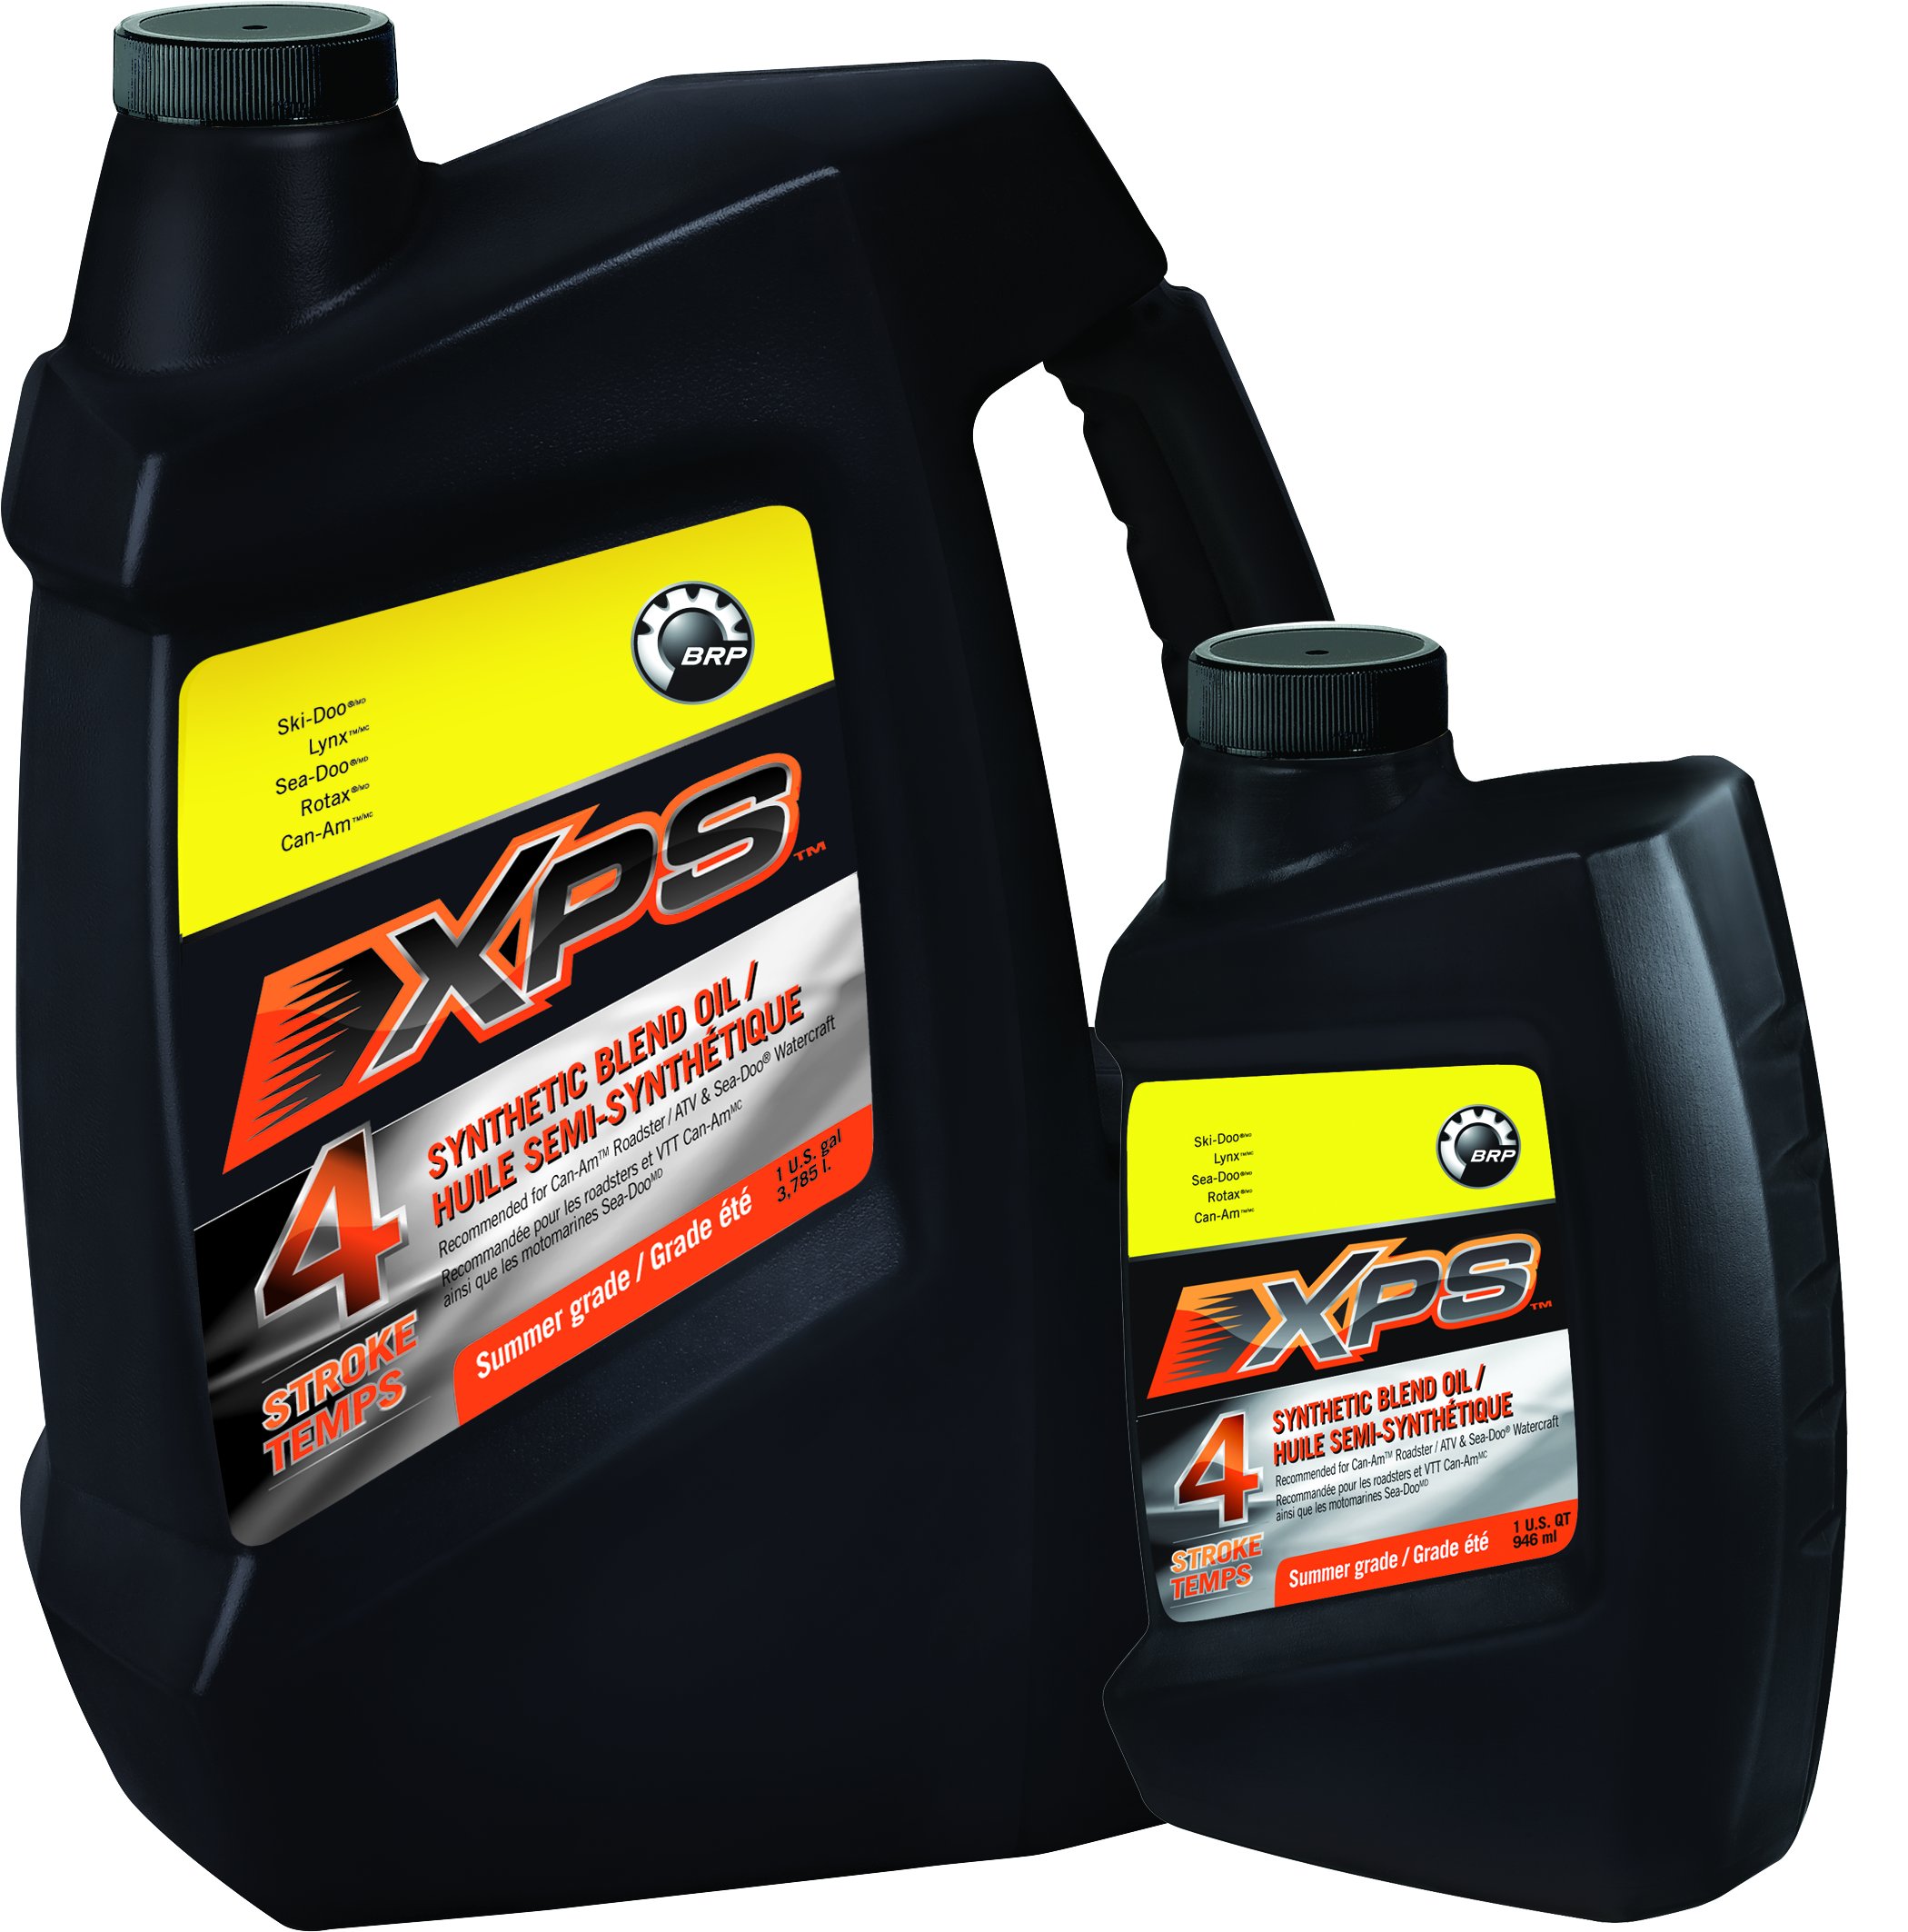 BRP
Ski-Doo®/MD
Lynx™/MC
Sea-Doo®/MD
Rotax®/MD
Can-Am™/MC
XPS™
4
STROKE
TEMPS
SYNTHETIC BLEND OIL /
HUILE SEMI-SYNTHÉTIQUE
Recommended for Can-Am™ Roadster / ATV & Sea-Doo® Watercraft
Recommandée pour les roadsters et VTT Can-AmMC
ainsi que les motomarines Sea-DooMD
Summer grade / Grade été
1 U.S. gal
3,785 l.
BRP
Ski-Doo®/MD
Lynx™/MC
Sea-Doo®/MD
Rotax®/MD
Can-Am™/MC
XPS™
4
STROKE
TEMPS
SYNTHETIC BLEND OIL /
HUILE SEMI-SYNTHÉTIQUE
Recommended for Can-Am™ Roadster / ATV & Sea-Doo® Watercraft
Recommandée pour les roadsters et VTT Can-AmMC
ainsi que les motomarines Sea-DooMD
Summer grade / Grade été
1 U.S. QT
946 ml